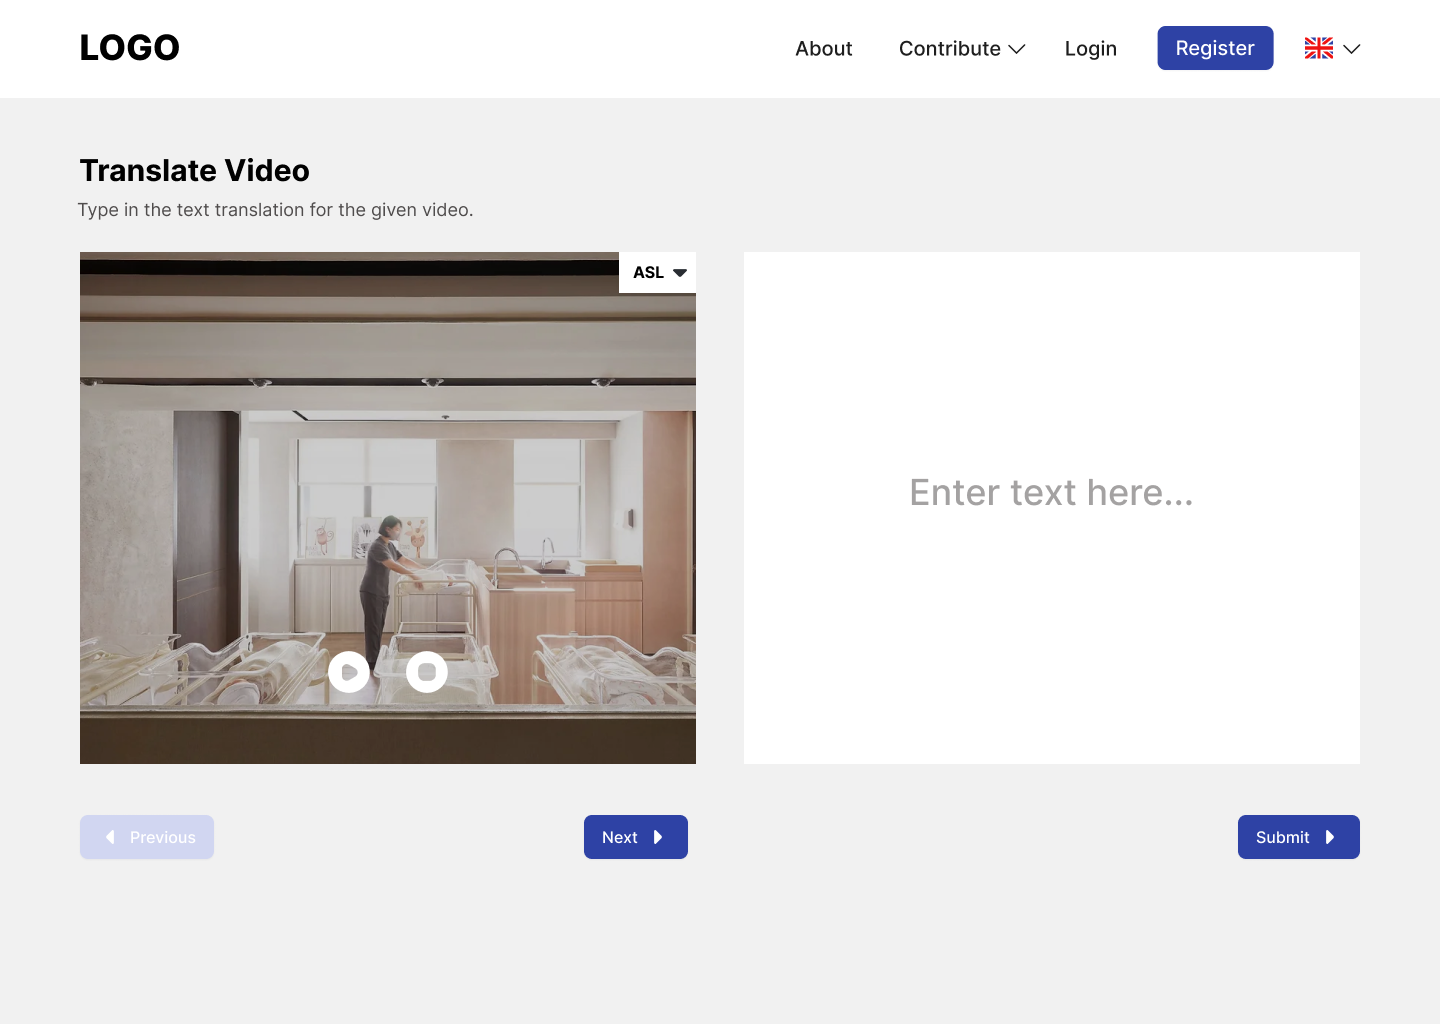 LOGO
About
Contribute
Login
Register
Translate Video
Type in the text translation for the given video.
ASL
Enter text here...
Previous
Next
Submit